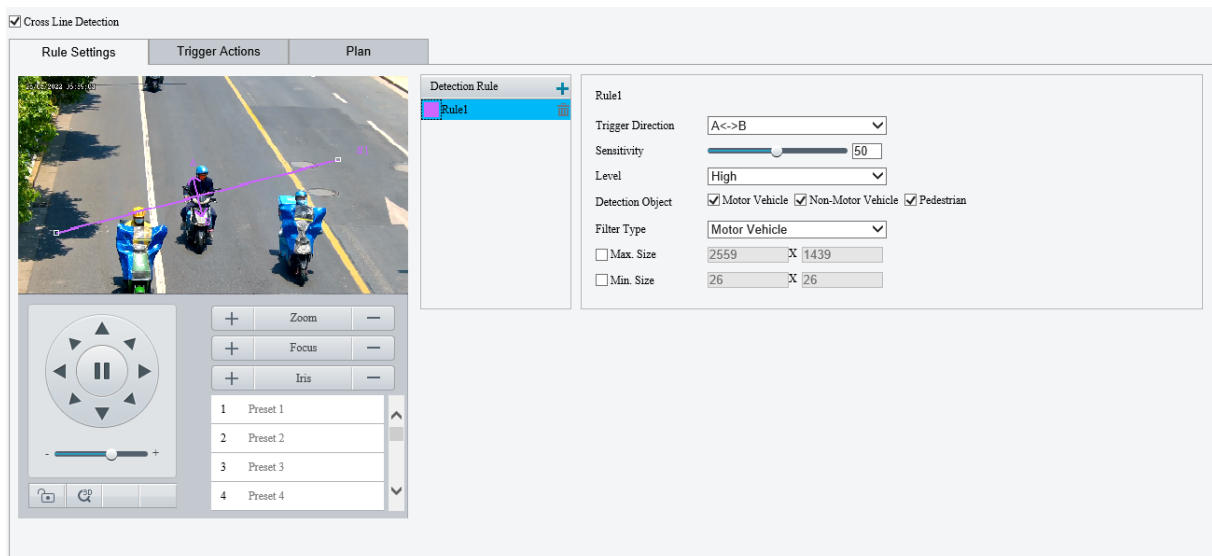 Cross Line Detection
Rule Settings Trigger Actions Plan
Detection Rule
Rule1
Rule1
Trigger Direction A<->B
Sensitivity 50
Level High
Detection Object Motor Vehicle Non-Motor Vehicle Pedestrian
Filter Type Motor Vehicle
Max. Size 2559 X 1439
Min. Size 26 X 26
+ Zoom —
+ Focus —
+ Iris —
1 Preset 1
2 Preset 2
3 Preset 3
4 Preset 4
- +
3D